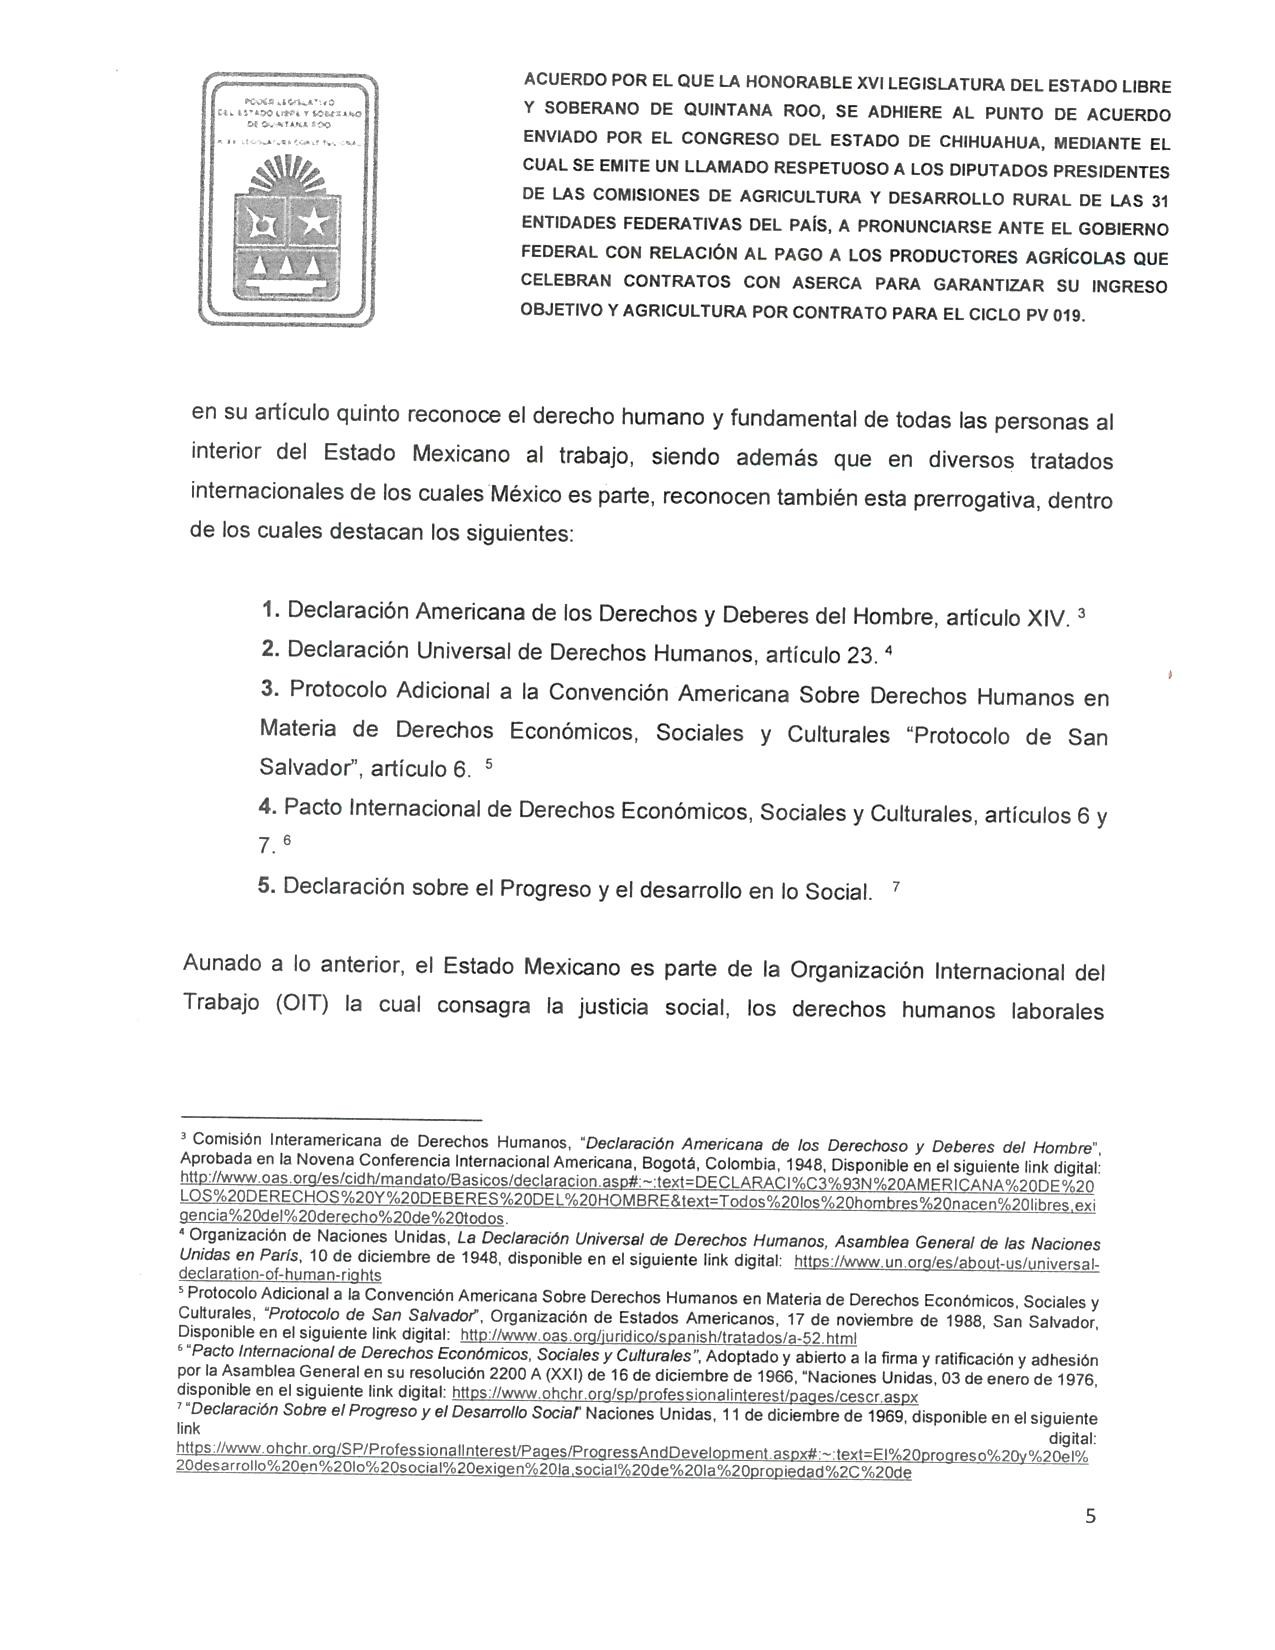 PODER LEGISLATIVO
DEL ESTADO LIBRE Y SOBERANO
DE QUINTANA ROO
ACUERDO POR EL QUE LA HONORABLE XVI LEGISLATURA DEL ESTADO LIBRE
Y SOBERANO DE QUINTANA ROO, SE ADHIERE AL PUNTO DE ACUERDO
ENVIADO POR EL CONGRESO DEL ESTADO DE CHIHUAHUA, MEDIANTE EL
CUAL SE EMITE UN LLAMADO RESPETUOSO A LOS DIPUTADOS PRESIDENTES
DE LAS COMISIONES DE AGRICULTURA Y DESARROLLO RURAL DE LAS 31
ENTIDADES FEDERATIVAS DEL PAÍS, A PRONUNCIARSE ANTE EL GOBIERNO
FEDERAL CON RELACIÓN AL PAGO A LOS PRODUCTORES AGRÍCOLAS QUE
CELEBRAN CONTRATOS CON ASERCA PARA GARANTIZAR SU INGRESO
OBJETIVO Y AGRICULTURA POR CONTRATO PARA EL CICLO PV 019.
en su artículo quinto reconoce el derecho humano y fundamental de todas las personas al
interior del Estado Mexicano al trabajo, siendo además que en diversos tratados
internacionales de los cuales México es parte, reconocen también esta prerrogativa, dentro
de los cuales destacan los siguientes:
1. Declaración Americana de los Derechos y Deberes del Hombre, artículo XIV. ³
2. Declaración Universal de Derechos Humanos, artículo 23. ⁴
3. Protocolo Adicional a la Convención Americana Sobre Derechos Humanos en
Materia de Derechos Económicos, Sociales y Culturales “Protocolo de San
Salvador”, artículo 6. ⁵
4. Pacto Internacional de Derechos Económicos, Sociales y Culturales, artículos 6 y
7. ⁶
5. Declaración sobre el Progreso y el desarrollo en lo Social. ⁷
Aunado a lo anterior, el Estado Mexicano es parte de la Organización Internacional del
Trabajo (OIT) la cual consagra la justicia social, los derechos humanos laborales
³ Comisión Interamericana de Derechos Humanos, “Declaración Americana de los Derechoso y Deberes del Hombre”,
Aprobada en la Novena Conferencia Internacional Americana, Bogotá, Colombia, 1948, Disponible en el siguiente link digital:
http://www.oas.org/es/cidh/mandato/Basicos/declaracion.asp#:~:text=DECLARACI%C3%93N%20AMERICANA%20DE%20
LOS%20DERECHOS%20Y%20DEBERES%20DEL%20HOMBRE&text=Todos%20los%20hombres%20nacen%20libres,exi
gencia%20del%20derecho%20de%20todos.
⁴ Organización de Naciones Unidas, La Declaración Universal de Derechos Humanos, Asamblea General de las Naciones
Unidas en París, 10 de diciembre de 1948, disponible en el siguiente link digital: https://www.un.org/es/about-us/universal-
declaration-of-human-rights
⁵ Protocolo Adicional a la Convención Americana Sobre Derechos Humanos en Materia de Derechos Económicos, Sociales y
Culturales, “Protocolo de San Salvador”, Organización de Estados Americanos, 17 de noviembre de 1988, San Salvador,
Disponible en el siguiente link digital: http://www.oas.org/juridico/spanish/tratados/a-52.html
⁶ “Pacto Internacional de Derechos Económicos, Sociales y Culturales”, Adoptado y abierto a la firma y ratificación y adhesión
por la Asamblea General en su resolución 2200 A (XXI) de 16 de diciembre de 1966, “Naciones Unidas, 03 de enero de 1976,
disponible en el siguiente link digital: https://www.ohchr.org/sp/professionalinterest/pages/cescr.aspx
⁷ “Declaración Sobre el Progreso y el Desarrollo Social” Naciones Unidas, 11 de diciembre de 1969, disponible en el siguiente
link digital:
https://www.ohchr.org/SP/ProfessionalInterest/Pages/ProgressAndDevelopment.aspx#:~:text=El%20progreso%20y%20el%
20desarrollo%20en%20lo%20social%20exigen%20la,social%20de%20la%20propiedad%2C%20de
5